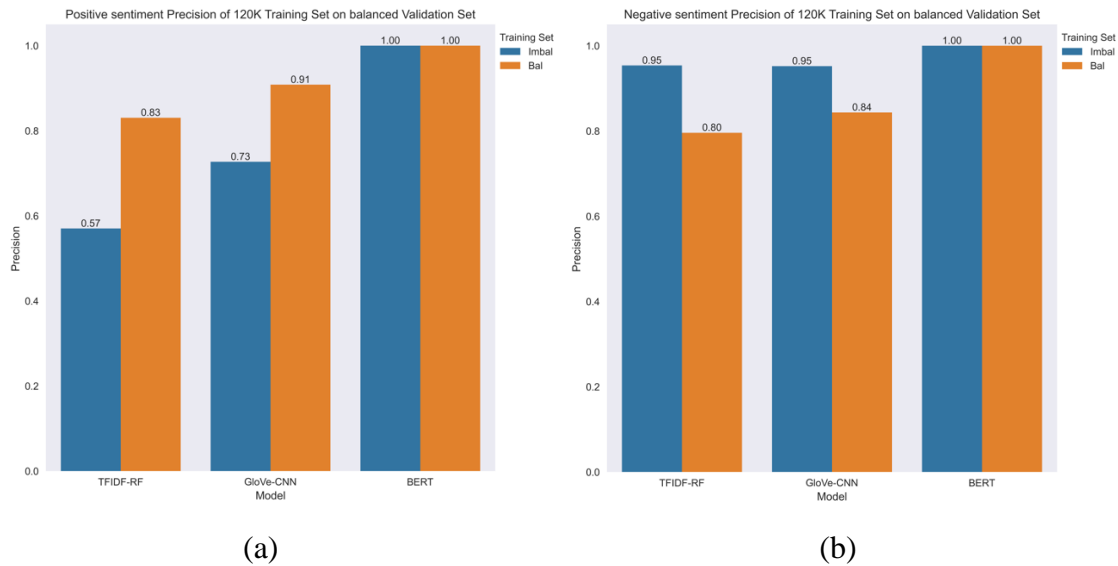 Positive sentiment Precision of 120K Training Set on balanced Validation Set
Training Set
Imbal
Bal
1.0
0.8
0.6
0.4
0.2
0.0
Precision
0.57
0.83
0.73
0.91
1.00
1.00
TFIDF-RF
GloVe-CNN
BERT
Model
(a)
Negative sentiment Precision of 120K Training Set on balanced Validation Set
Training Set
Imbal
Bal
1.0
0.8
0.6
0.4
0.2
0.0
Precision
0.95
0.80
0.95
0.84
1.00
1.00
TFIDF-RF
GloVe-CNN
BERT
Model
(b)